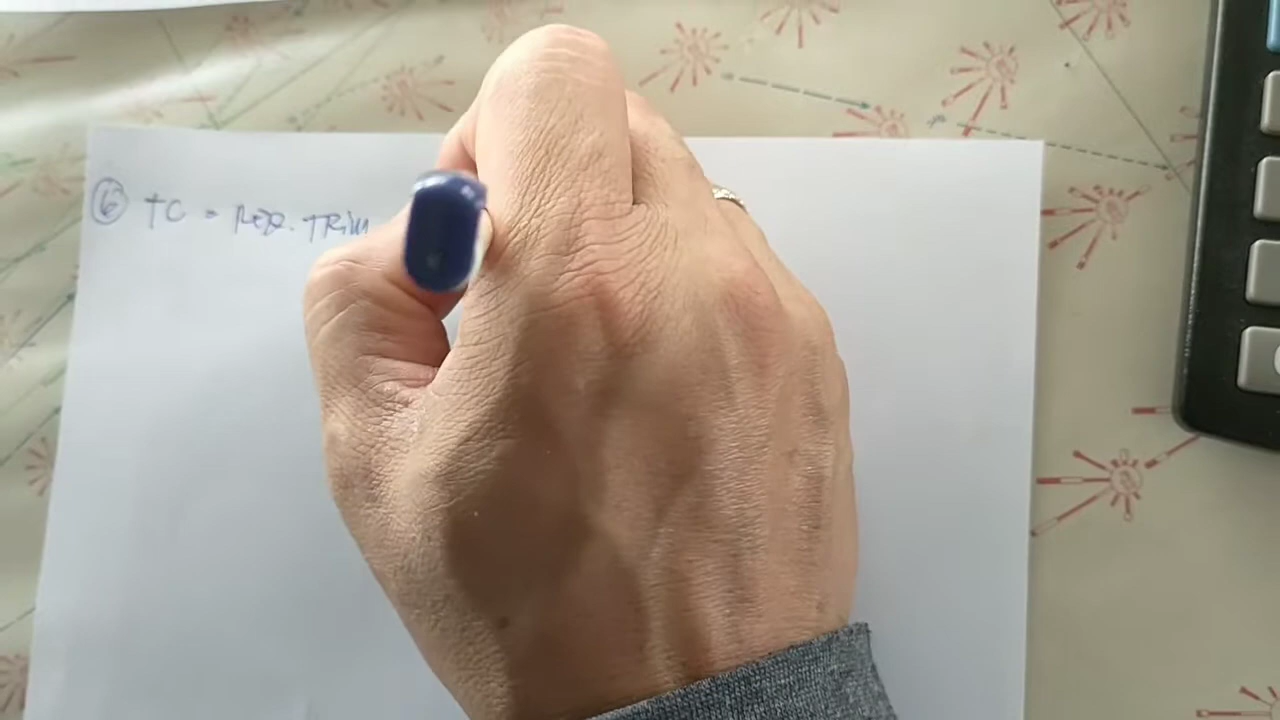 ⑥ TC = Req. TRim